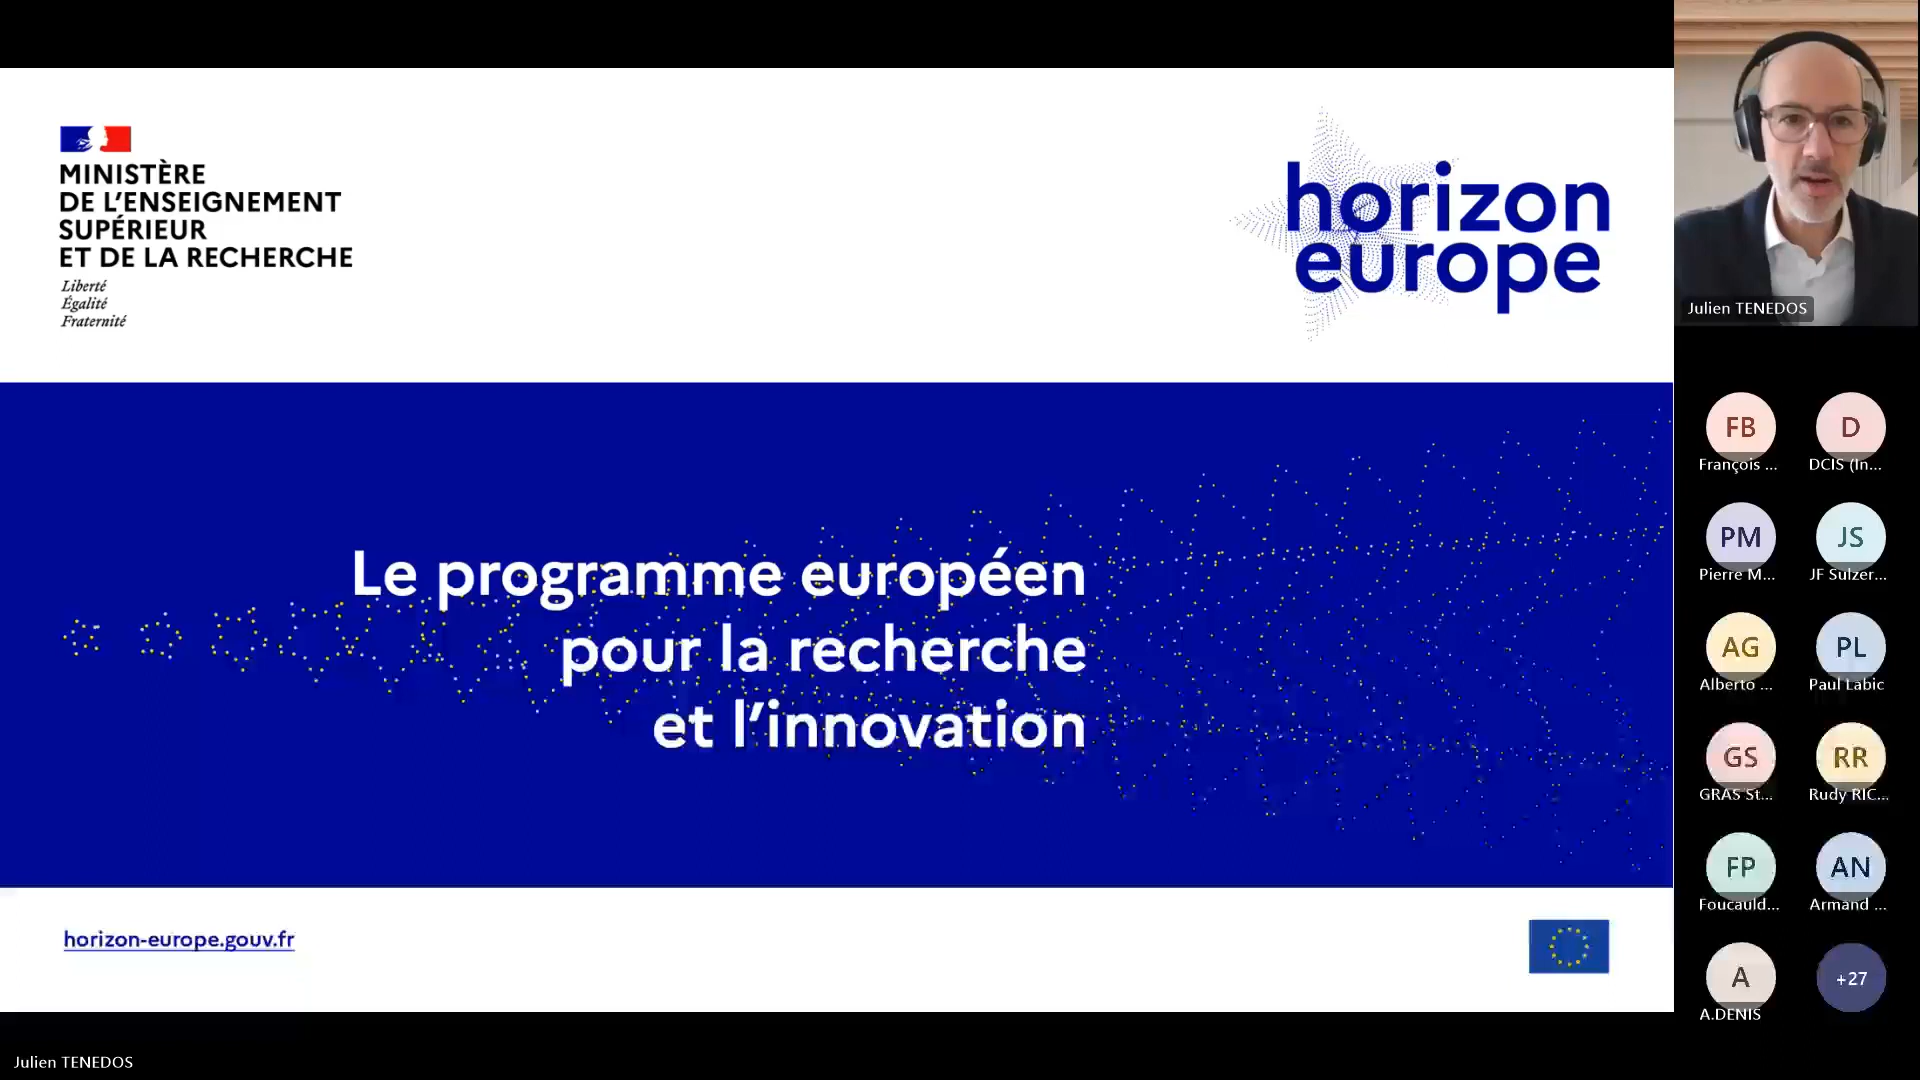 MINISTÈRE
DE L'ENSEIGNEMENT
SUPÉRIEUR
ET DE LA RECHERCHE
Liberté
Égalité
Fraternité
horizon
europe
Le programme européen
pour la recherche
et l'innovation
horizon-europe.gouv.fr
Julien TENEDOS
Julien TENEDOS
FB
François ...
D
DCIS (In...
PM
Pierre M...
JS
JF Sulzer...
AG
Alberto ...
PL
Paul Labic
GS
GRAS St...
RR
Rudy RIC...
FP
Foucauld...
AN
Armand ...
A
A.DENIS
+27